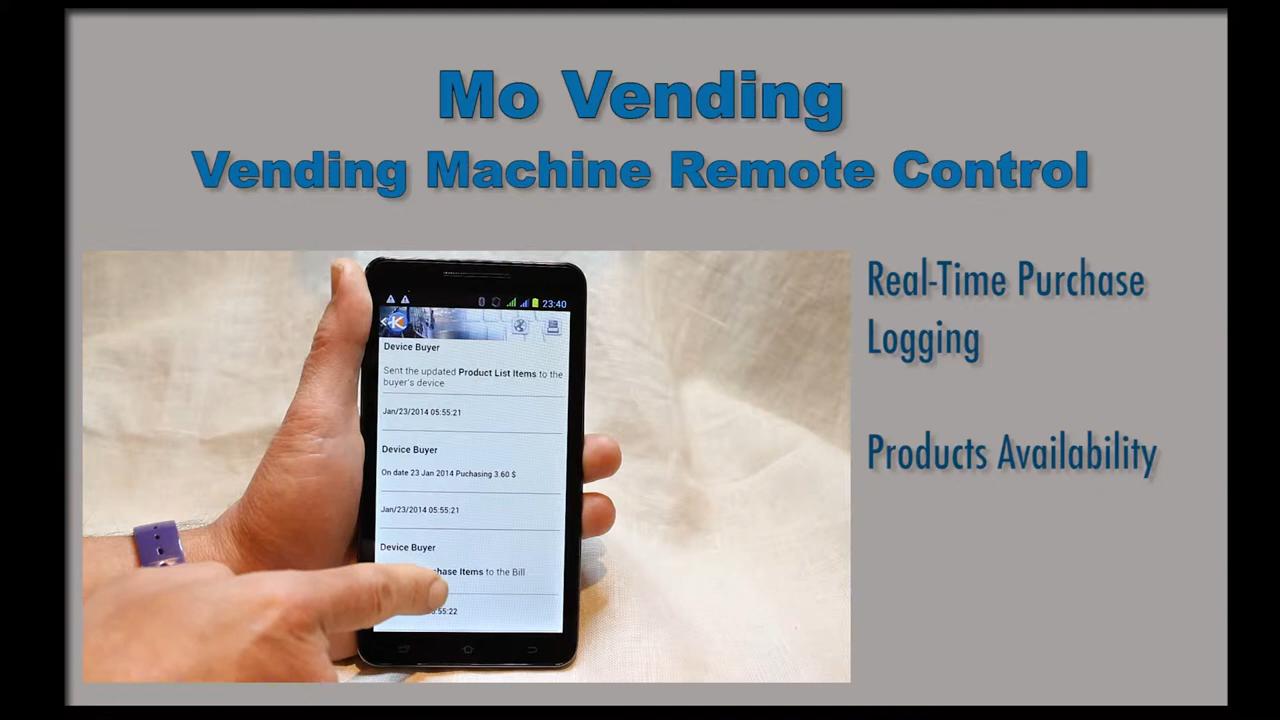 Mo Vending
Vending Machine Remote Control
23:40
K
Device Buyer
Sent the updated Product List Items to the
buyer's device
Jan/23/2014 05:55:21
Device Buyer
On date 23 Jan 2014 Puchasing 3.60 $
Jan/23/2014 05:55:21
Device Buyer
Items to the Bill
:55:22
Real-Time Purchase
Logging
Products Availability